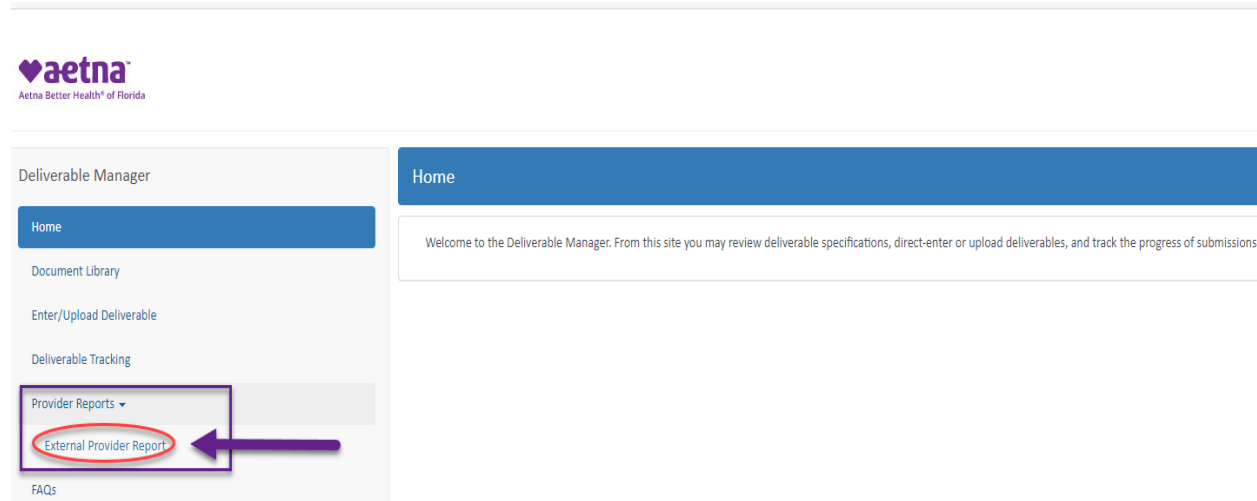 aetna™
Aetna Better Health® of Florida
Deliverable Manager
Home
Document Library
Enter/Upload Deliverable
Deliverable Tracking
Provider Reports
External Provider Report
FAQs
Home
Welcome to the Deliverable Manager. From this site you may review deliverable specifications, direct-enter or upload deliverables, and track the progress of submissions